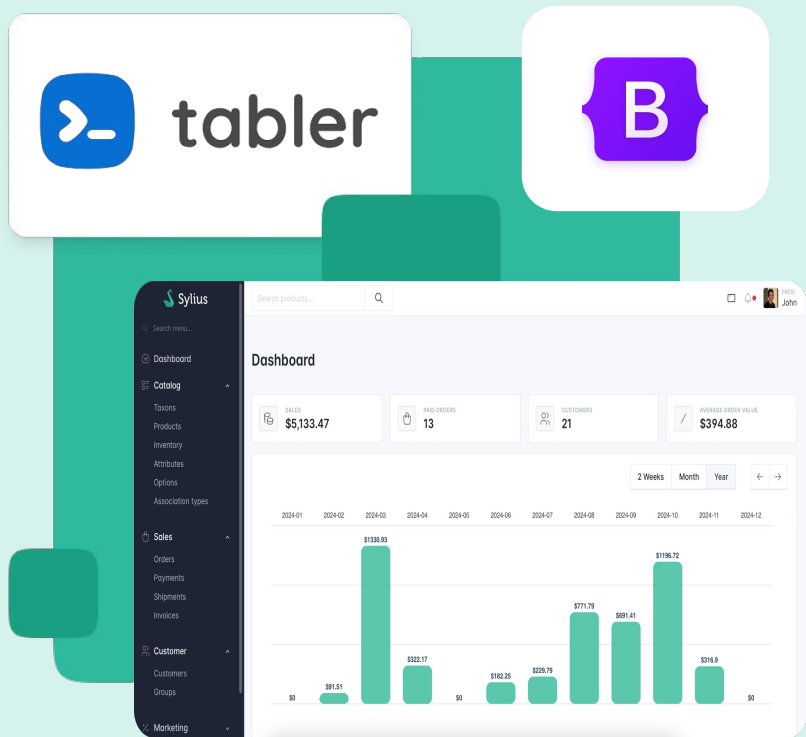 tabler
B
Sylius
Search products...
Hello
John
Search menu...
Dashboard
Catalog
Taxons
Products
Inventory
Attributes
Options
Association types
Sales
Orders
Payments
Shipments
Invoices
Customer
Customers
Groups
Marketing
Dashboard
SALES
$5,133.47
PAID ORDERS
13
CUSTOMERS
21
AVERAGE ORDER VALUE
$394.88
2 Weeks Month Year
2024-01 2024-02 2024-03 2024-04 2024-05 2024-06 2024-07 2024-08 2024-09 2024-10 2024-11 2024-12
$0 $91.51 $1330.93 $322.17 $0 $182.25 $229.79 $771.79 $691.41 $1196.72 $316.9 $0